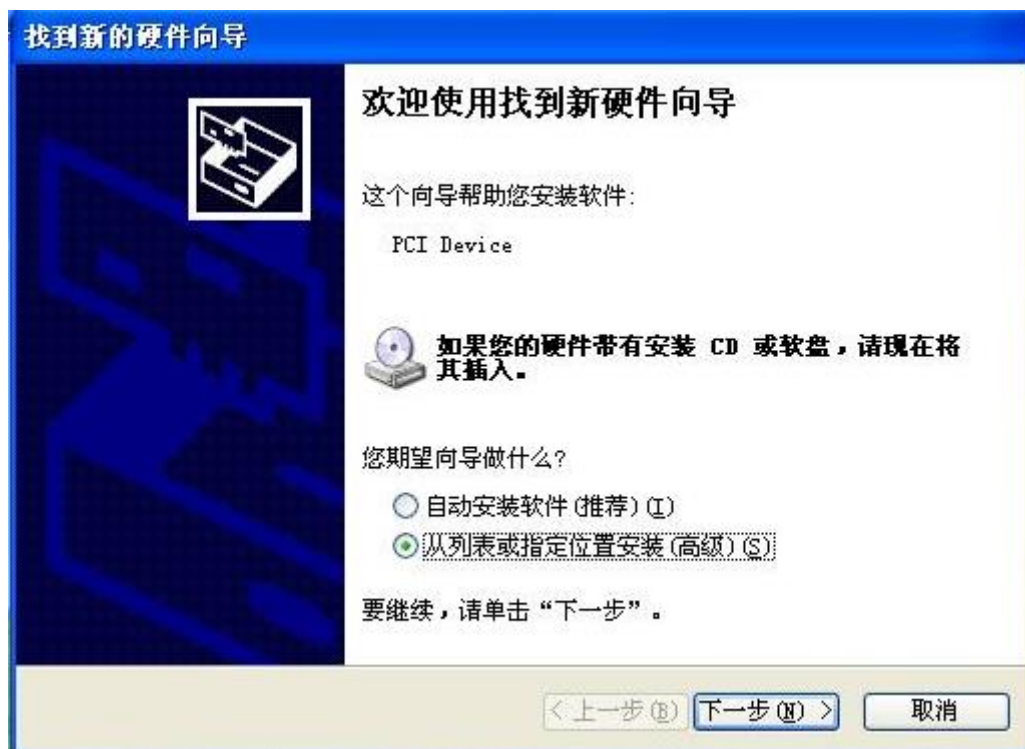 找到新的硬件向导
欢迎使用找到新硬件向导
这个向导帮助您安装软件:
PCI Device
如果您的硬件带有安装 CD 或软盘，请现在将
其插入。
您期望向导做什么?
自动安装软件(推荐)(I)
从列表或指定位置安装(高级)(S)
要继续，请单击“下一步”。
< 上一步(B)
下一步(N) >
取消